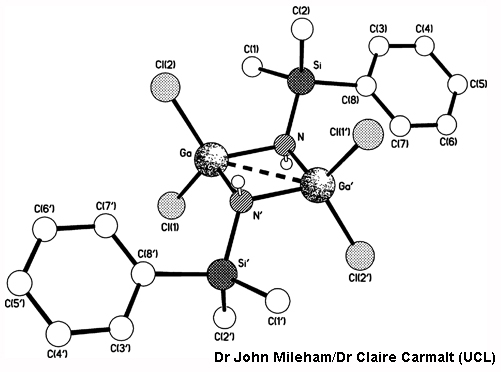 C(2)
C(3)
C(4)
C(1)
Si
Cl(2)
C(8)
C(5)
C(7)
C(6)
N
Cl(1')
Ga
Ga'
Cl(1)
N'
C(7')
C(6')
C(8')
Cl(2')
Si'
C(5')
C(1')
C(2')
C(3')
C(4')
Dr John Mileham/Dr Claire Carmalt (UCL)